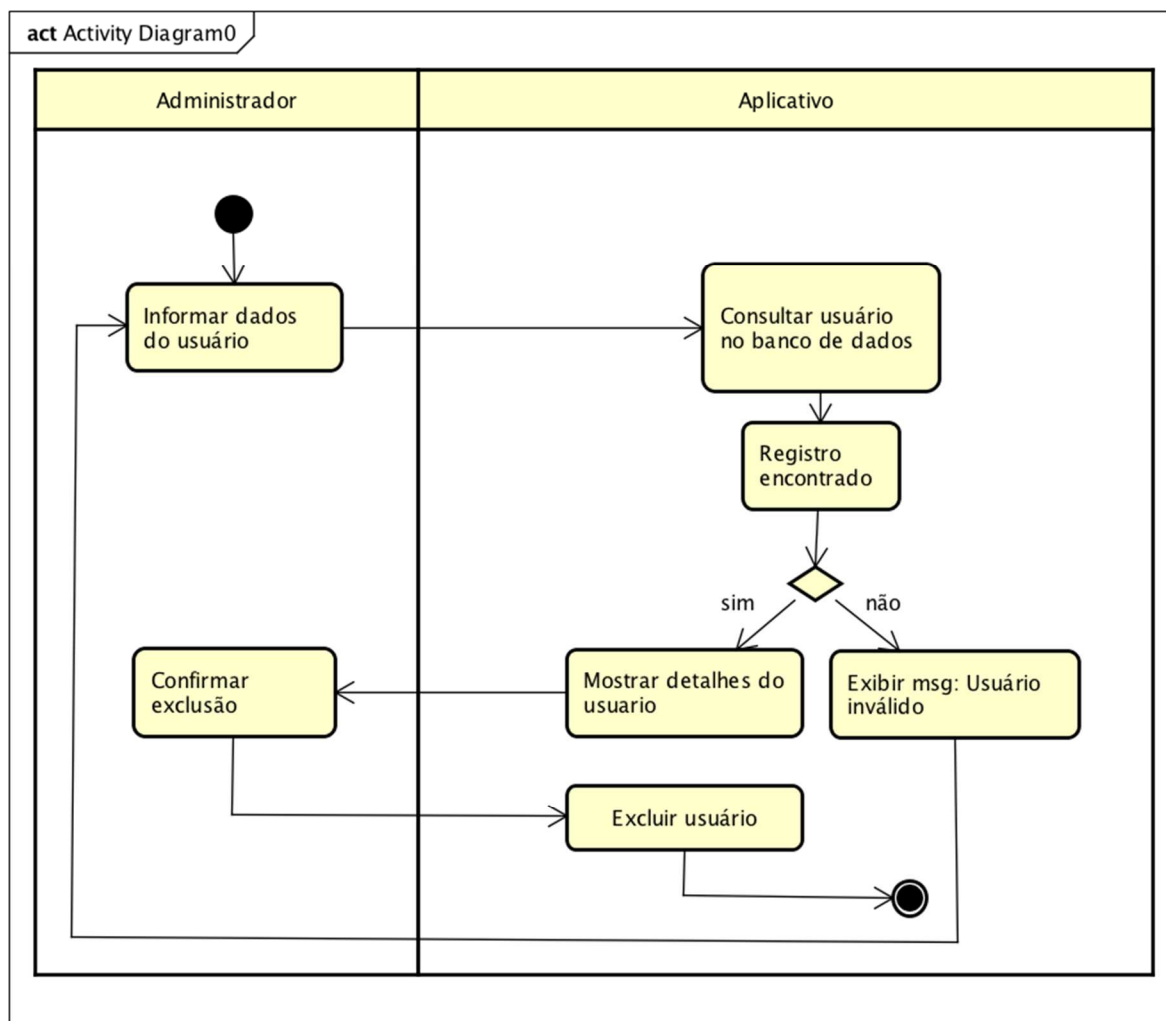 act Activity Diagram0
Administrador
Aplicativo
Informar dados
do usuário
Consultar usuário
no banco de dados
Registro
encontrado
sim
não
Confirmar
exclusão
Mostrar detalhes do
usuario
Exibir msg: Usuário
inválido
Excluir usuário